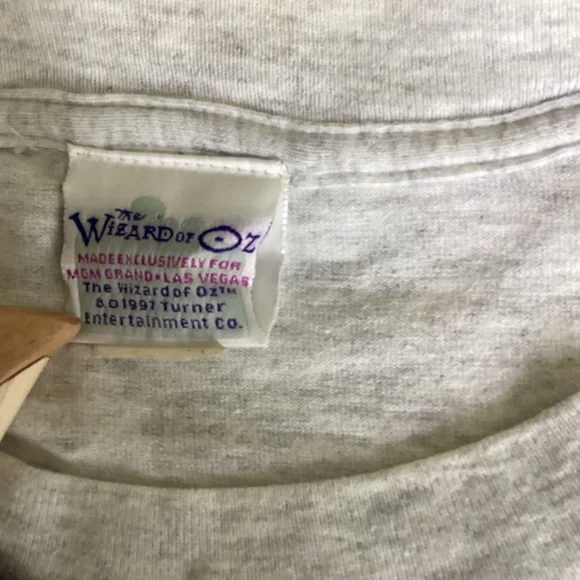 The
WIZARD OF OZ
MADE EXCLUSIVELY FOR
MGM GRAND • LAS VEGAS
The Wizard of Oz™
& © 1997 Turner
Entertainment Co.